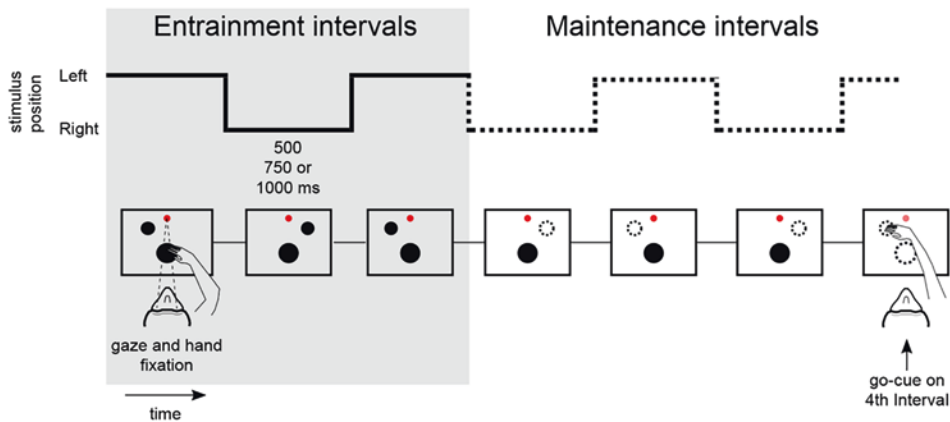 Entrainment intervals
Maintenance intervals
stimulus
position
Left
Right
500
750 or
1000 ms
gaze and hand
fixation
time
go-cue on
4th Interval